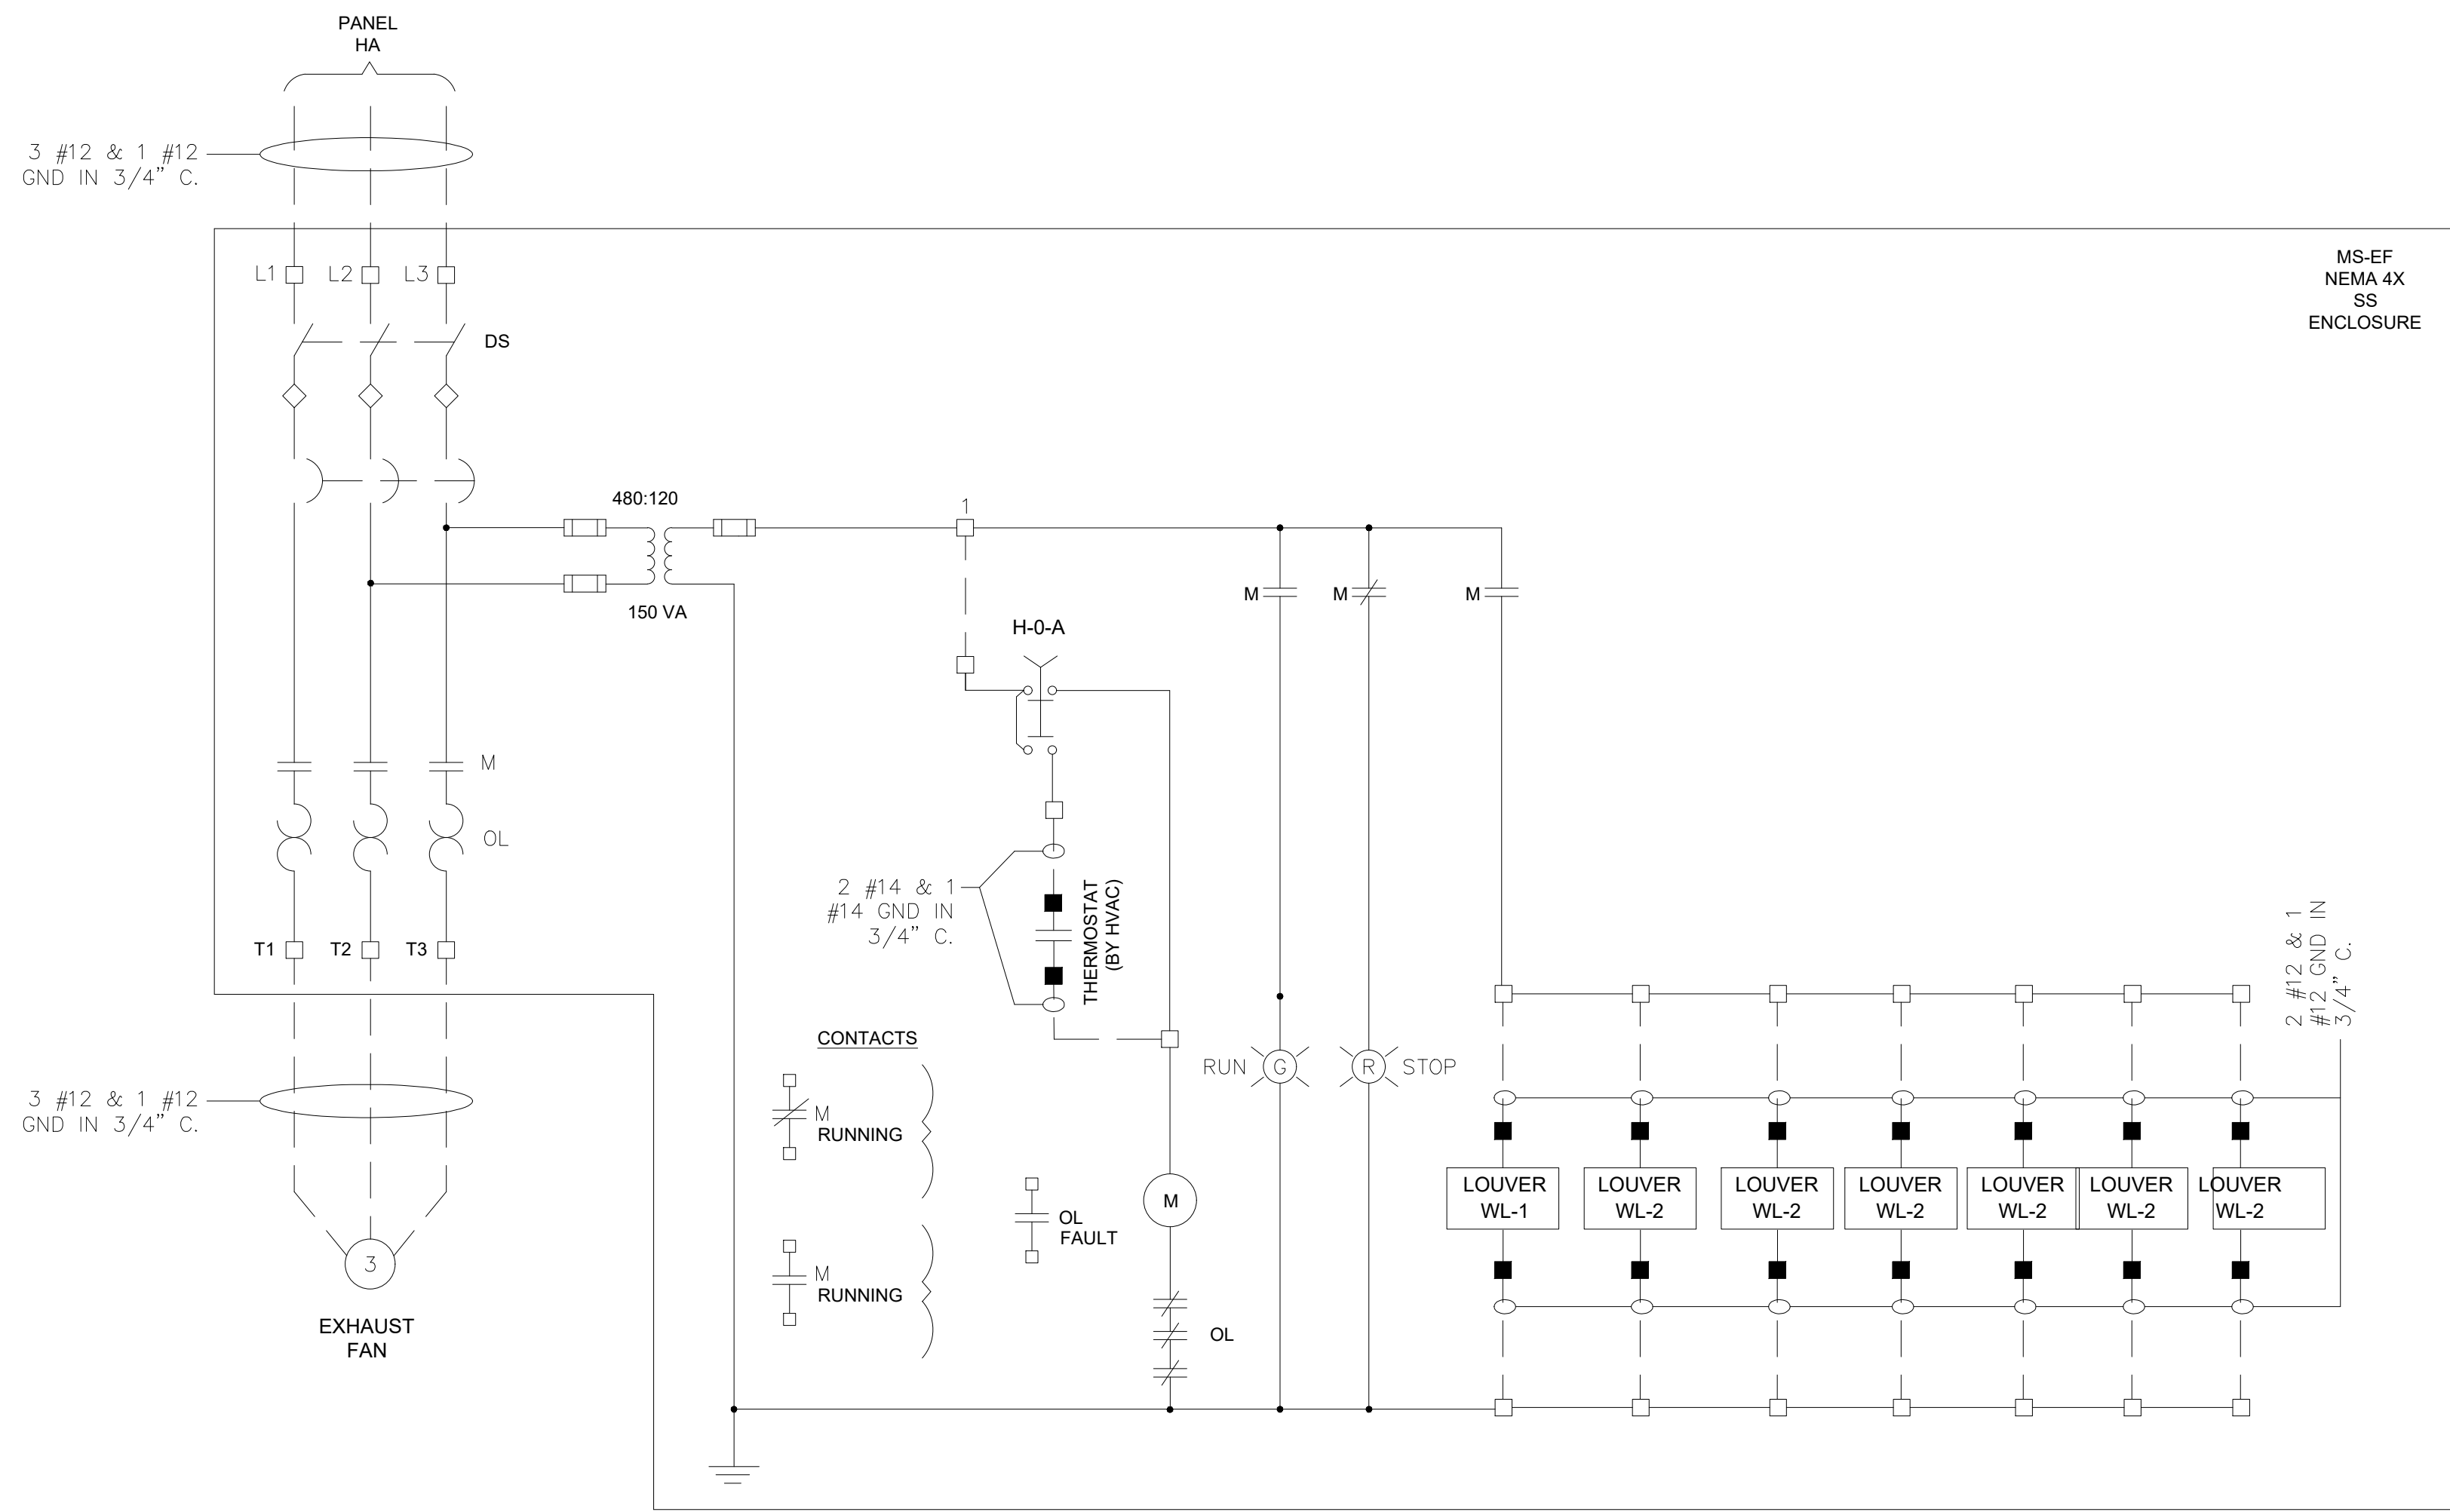 PANEL
HA
3 #12 & 1 #12
GND IN 3/4" C.
MS-EF
NEMA 4X
SS
ENCLOSURE
L1
L2
L3
DS
480:120
150 VA
1
H-0-A
M
M
M
M
OL
2 #14 & 1
#14 GND IN
3/4" C.
THERMOSTAT
(BY HVAC)
T1
T2
T3
2 #12 & 1
#12 GND IN
3/4" C.
CONTACTS
RUN
G
R
STOP
3 #12 & 1 #12
GND IN 3/4" C.
M
RUNNING
M
RUNNING
OL
FAULT
M
OL
LOUVER
WL-1
LOUVER
WL-2
LOUVER
WL-2
LOUVER
WL-2
LOUVER
WL-2
LOUVER
WL-2
LOUVER
WL-2
3
EXHAUST
FAN